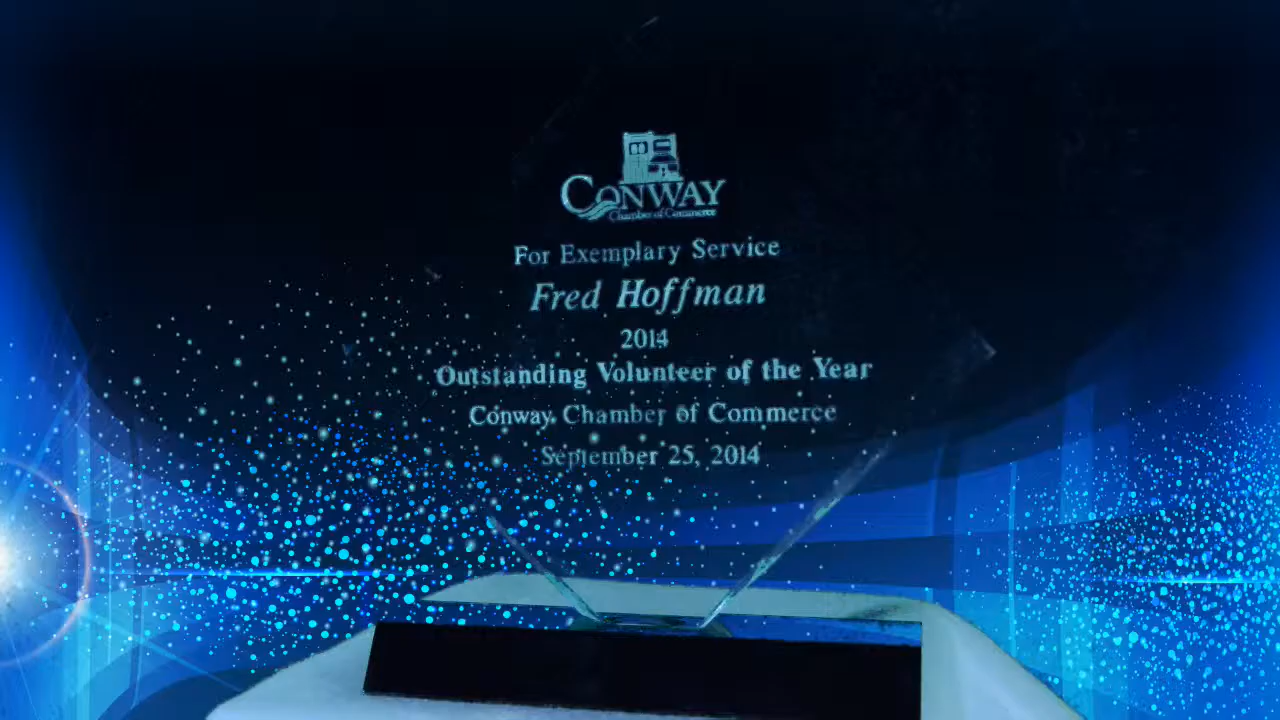 CONWAY
Chamber of Commerce
For Exemplary Service
Fred Hoffman
2014
Outstanding Volunteer of the Year
Conway Chamber of Commerce
September 25, 2014